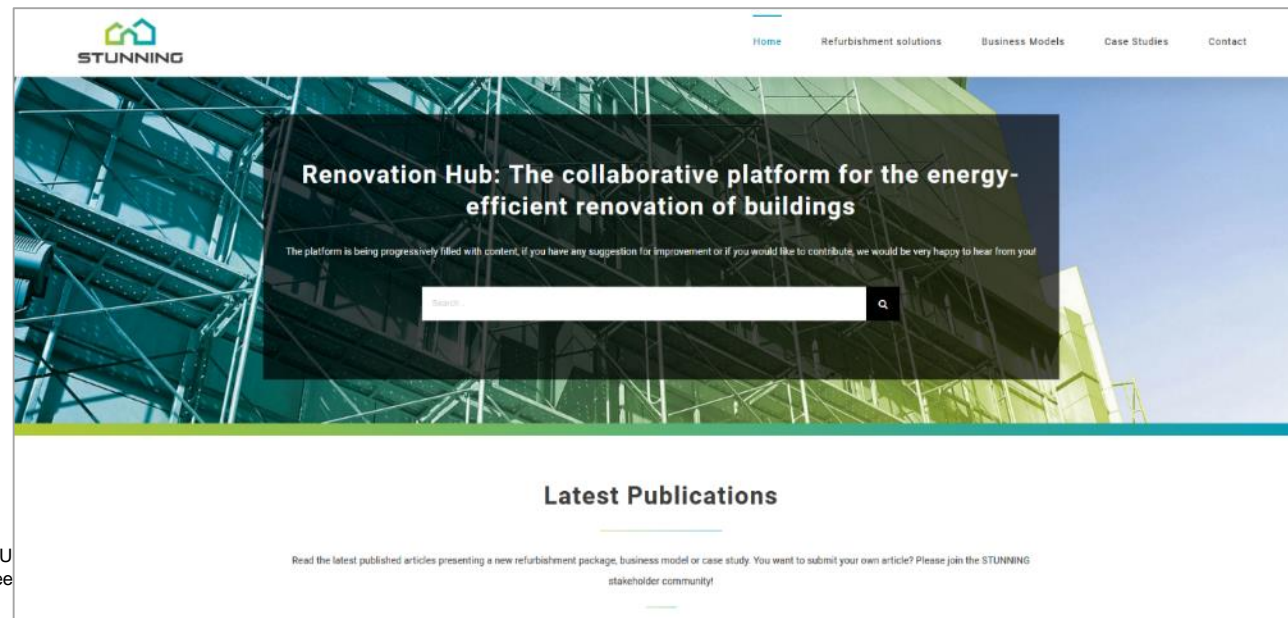 STUNNING
Home
Refurbishment solutions
Business Models
Case Studies
Contact
Renovation Hub: The collaborative platform for the energy-
efficient renovation of buildings
The platform is being progressively filled with content, if you have any suggestion for improvement or if you would like to contribute, we would be very happy to hear from you!
Search
Latest Publications
Read the latest published articles presenting a new refurbishment package, business model or case study. You want to submit your own article? Please join the STUNNING
stakeholder community!
U
ee